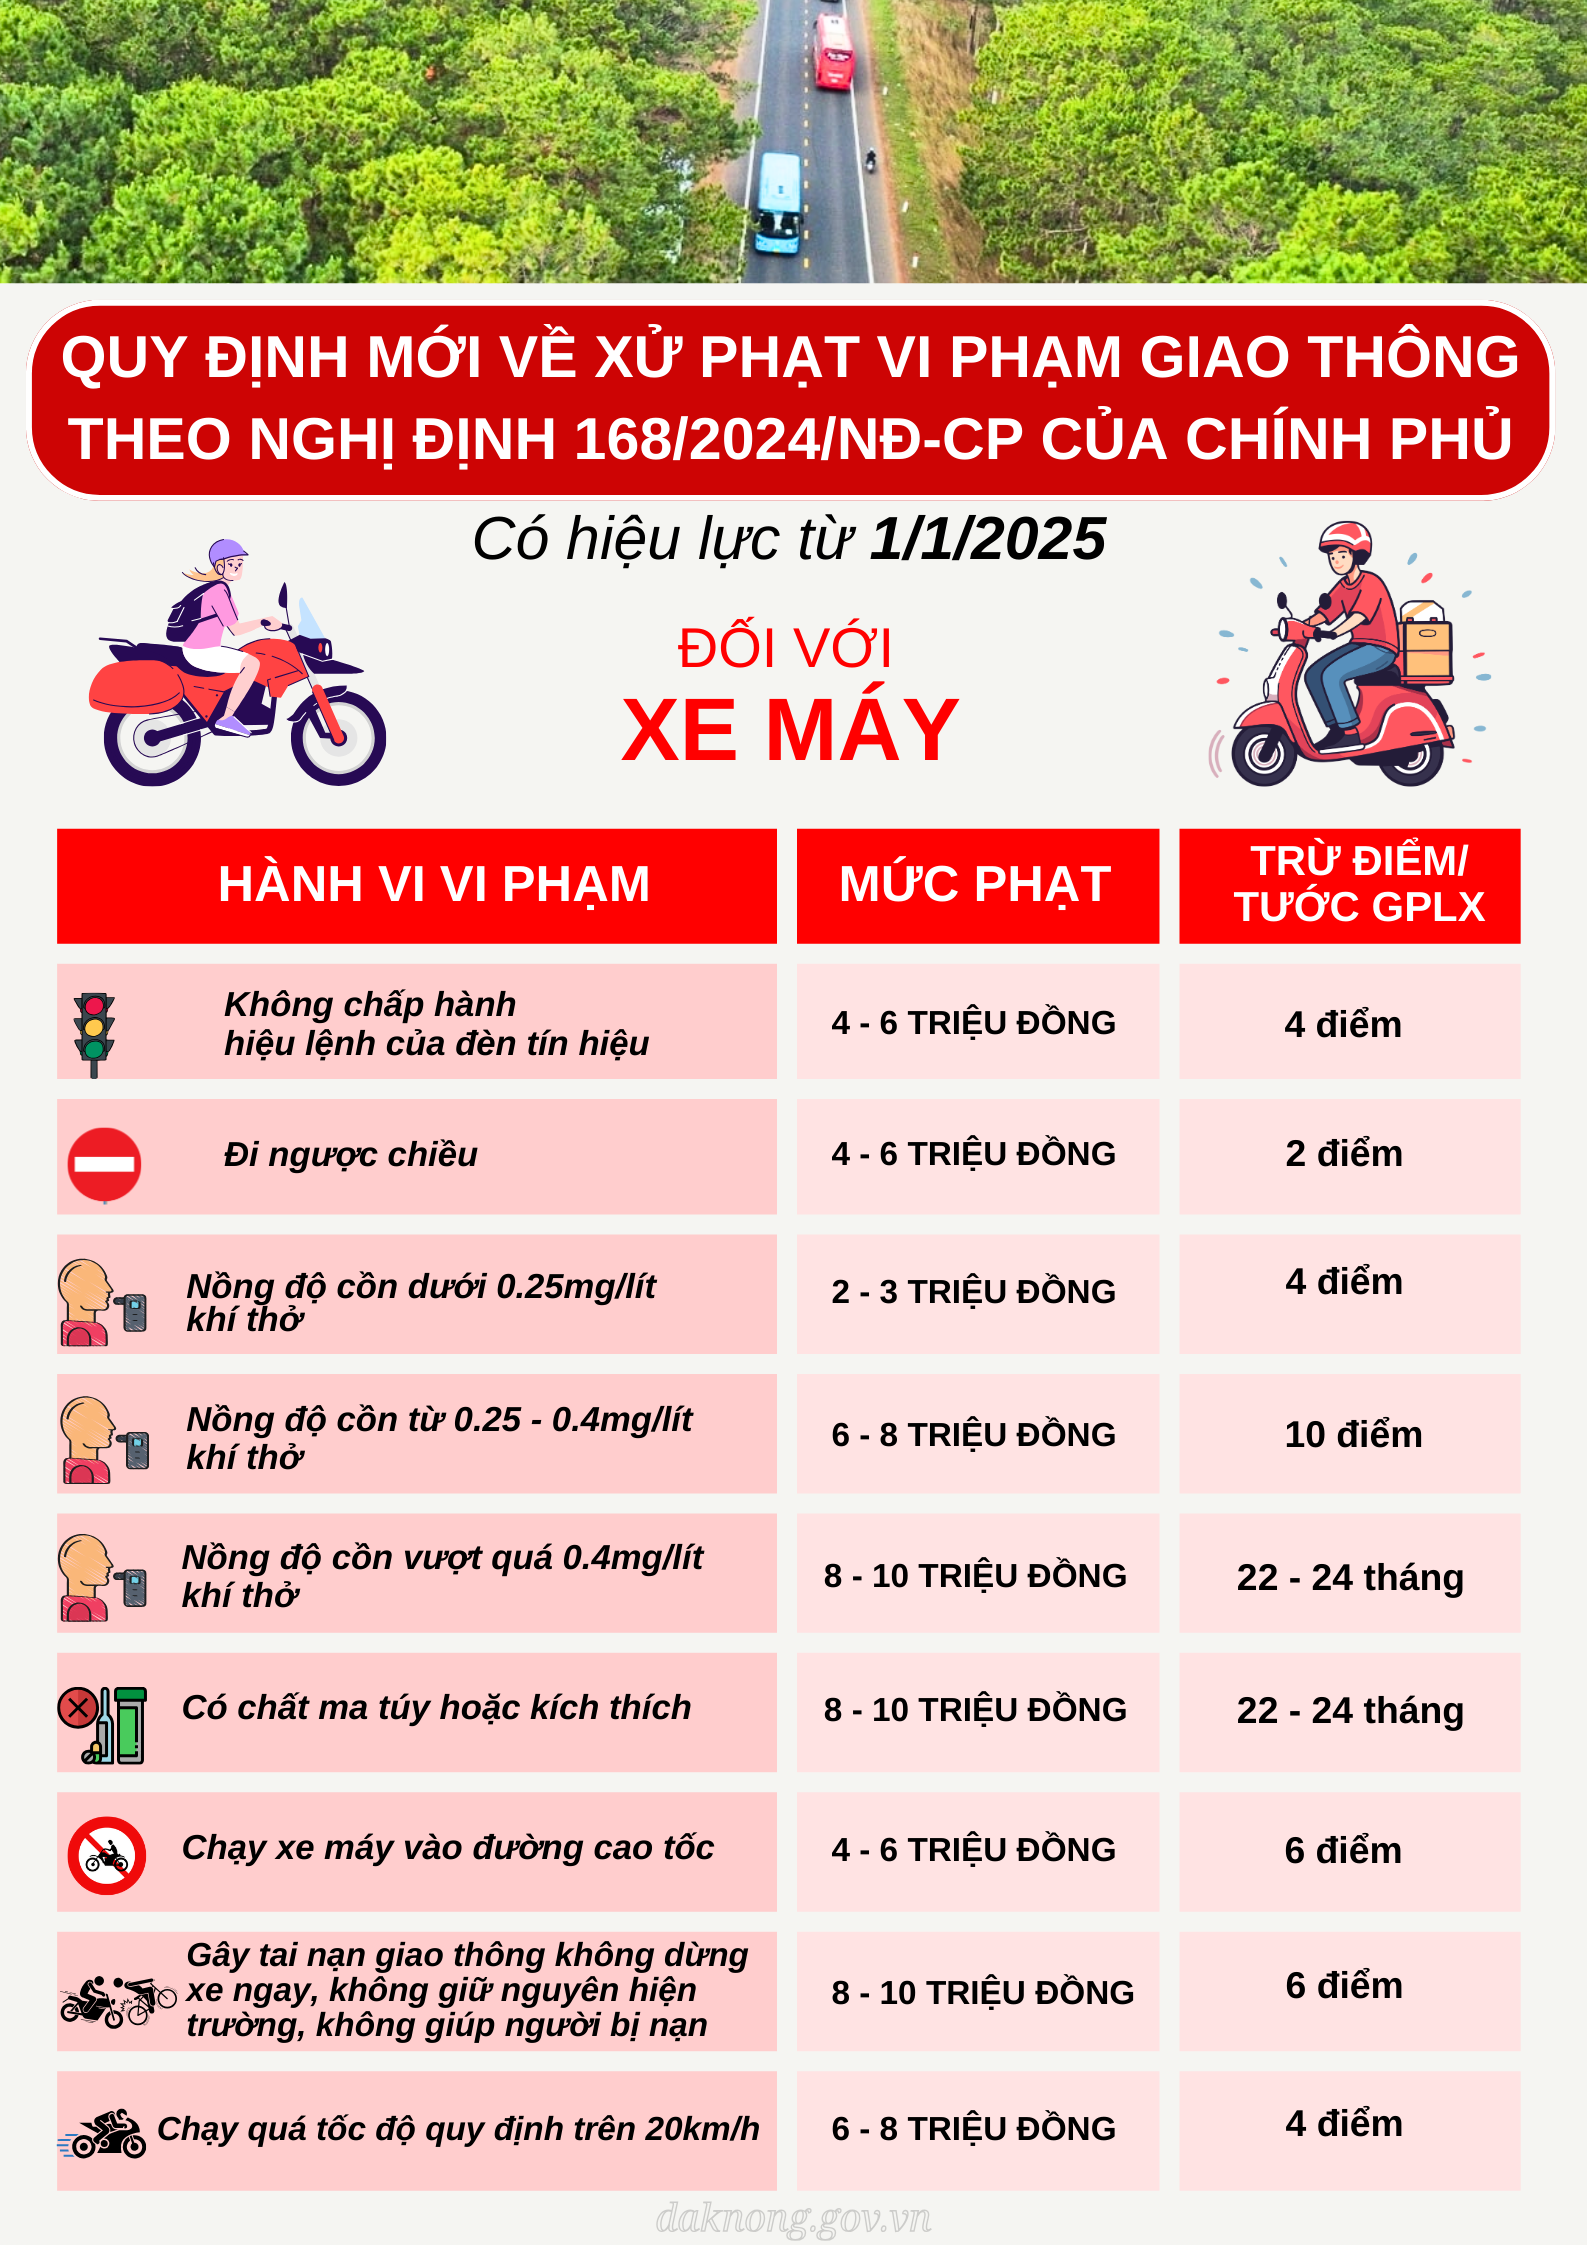 QUY ĐỊNH MỚI VỀ XỬ PHẠT VI PHẠM GIAO THÔNG
THEO NGHỊ ĐỊNH 168/2024/NĐ-CP CỦA CHÍNH PHỦ
Có hiệu lực từ 1/1/2025
ĐỐI VỚI
XE MÁY
HÀNH VI VI PHẠM
MỨC PHẠT
TRỪ ĐIỂM/
TƯỚC GPLX
Không chấp hành
hiệu lệnh của đèn tín hiệu
4 - 6 TRIỆU ĐỒNG
4 điểm
Đi ngược chiều
4 - 6 TRIỆU ĐỒNG
2 điểm
Nồng độ cồn dưới 0.25mg/lít
khí thở
2 - 3 TRIỆU ĐỒNG
4 điểm
Nồng độ cồn từ 0.25 - 0.4mg/lít
khí thở
6 - 8 TRIỆU ĐỒNG
10 điểm
Nồng độ cồn vượt quá 0.4mg/lít
khí thở
8 - 10 TRIỆU ĐỒNG
22 - 24 tháng
Có chất ma túy hoặc kích thích
8 - 10 TRIỆU ĐỒNG
22 - 24 tháng
Chạy xe máy vào đường cao tốc
4 - 6 TRIỆU ĐỒNG
6 điểm
Gây tai nạn giao thông không dừng
xe ngay, không giữ nguyên hiện
trường, không giúp người bị nạn
8 - 10 TRIỆU ĐỒNG
6 điểm
Chạy quá tốc độ quy định trên 20km/h
6 - 8 TRIỆU ĐỒNG
4 điểm
daknong.gov.vn